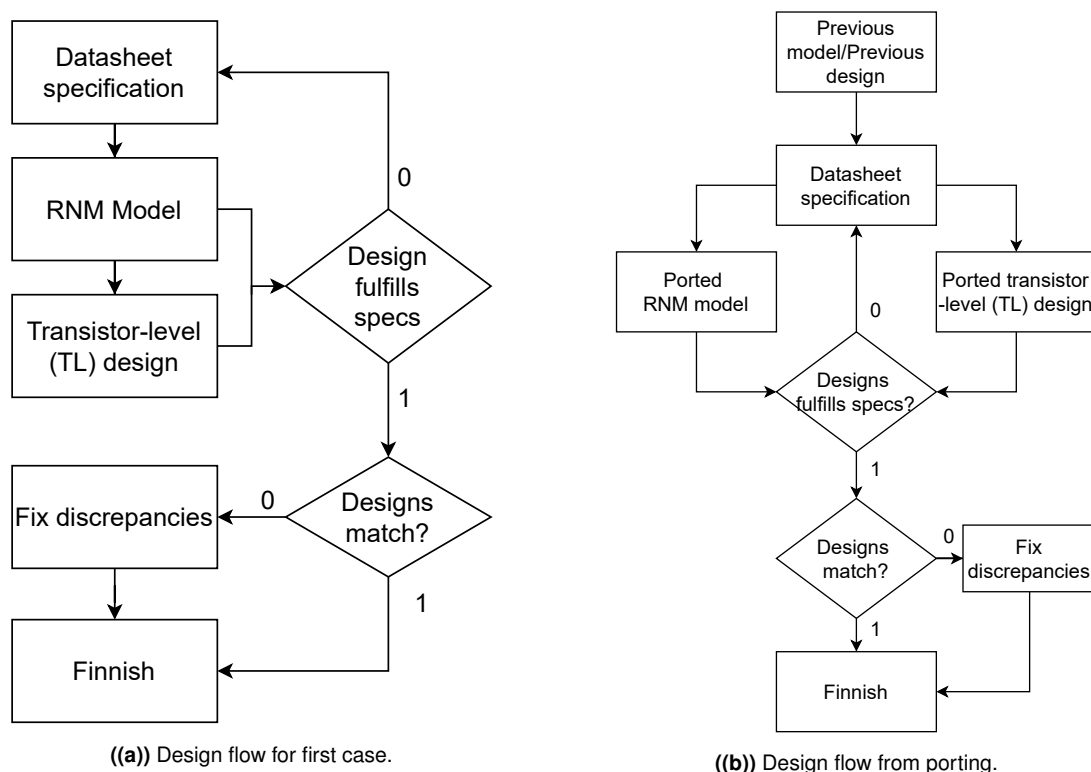 Datasheet
specification
RNM Model
Transistor-level
(TL) design
0
Design
fulfills
specs
1
Designs
match?
0
Fix discrepancies
1
Finnish
((a)) Design flow for first case.
Previous
model/Previous
design
Datasheet
specification
Ported
RNM model
Ported transistor
-level (TL) design
0
Designs
fulfills specs?
1
Designs
match?
0
Fix
discrepancies
1
Finnish
((b)) Design flow from porting.